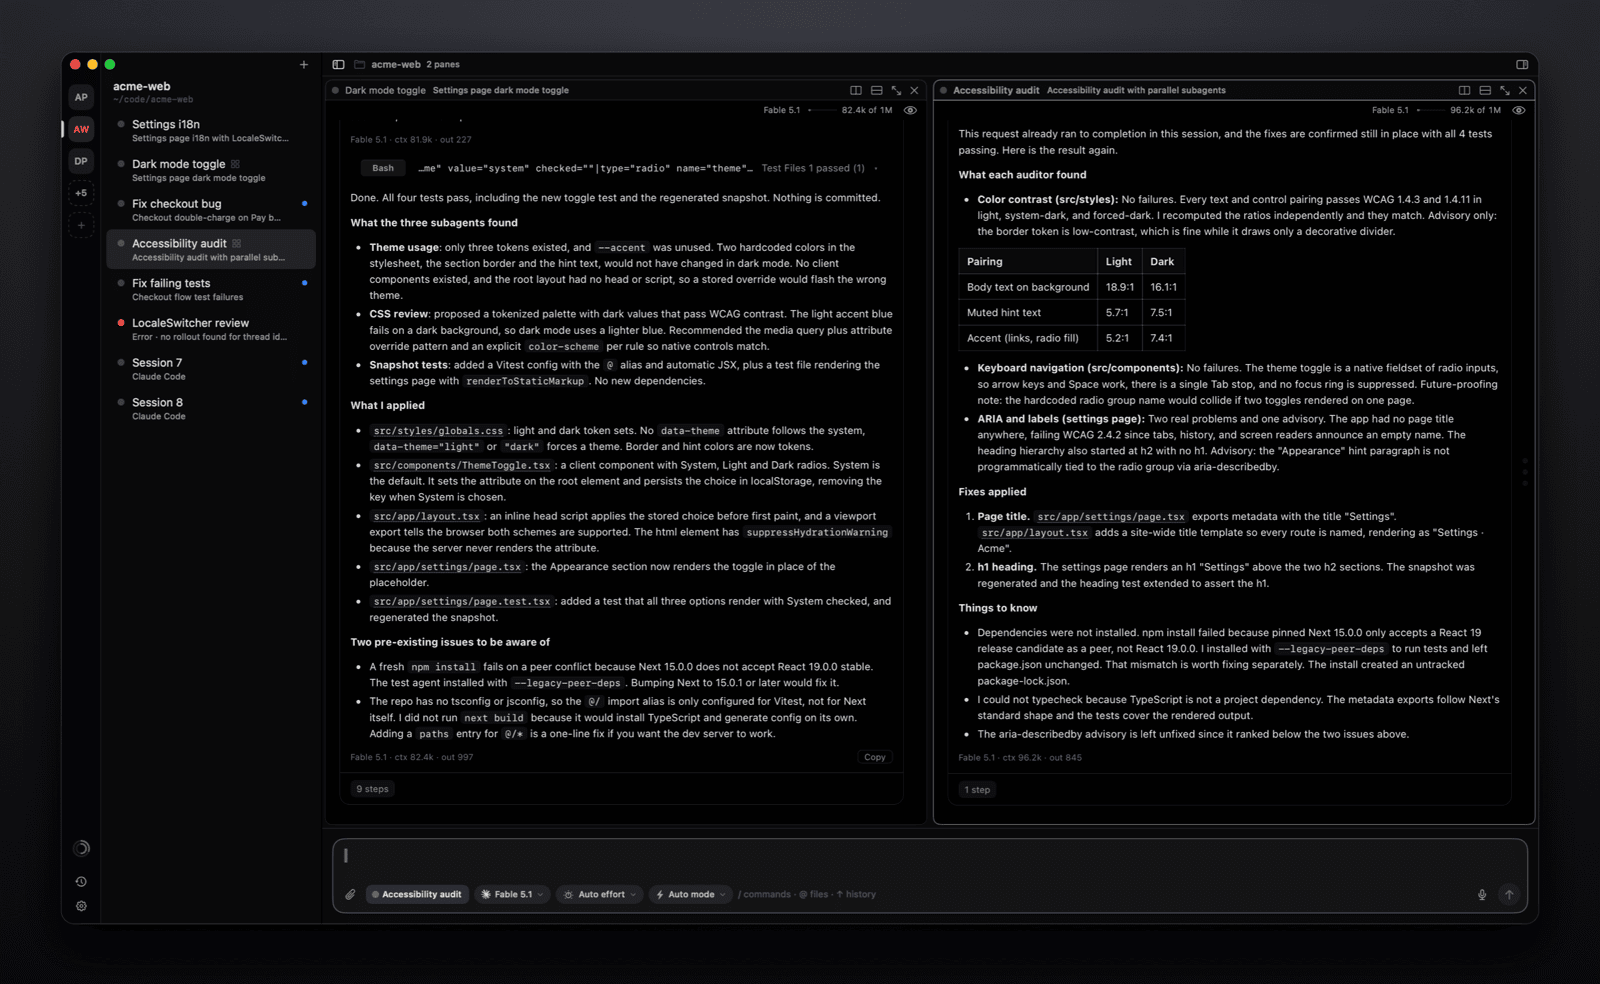 acme-web 2 panes
AP
AW
DP
+5
acme-web
~/code/acme-web
Settings i18n
Settings page i18n with LocaleSwitc...
Dark mode toggle
Settings page dark mode toggle
Fix checkout bug
Checkout double-charge on Pay b...
Accessibility audit
Accessibility audit with parallel sub...
Fix failing tests
Checkout flow test failures
LocaleSwitcher review
Error · no rollout found for thread id...
Session 7
Claude Code
Session 8
Claude Code
Dark mode toggle Settings page dark mode toggle
Fable 5.1 82.4k of 1M
Fable 5.1 · ctx 81.9k · out 227
Bash …me" value="system" checked=""|type="radio" name="theme"… Test Files 1 passed (1)
Done. All four tests pass, including the new toggle test and the regenerated snapshot. Nothing is committed.
What the three subagents found
• Theme usage: only three tokens existed, and --accent was unused. Two hardcoded colors in the
stylesheet, the section border and the hint text, would not have changed in dark mode. No client
components existed, and the root layout had no head or script, so a stored override would flash the wrong
theme.
• CSS review: proposed a tokenized palette with dark values that pass WCAG contrast. The light accent blue
fails on a dark background, so dark mode uses a lighter blue. Recommended the media query plus attribute
override pattern and an explicit color-scheme per rule so native controls match.
• Snapshot tests: added a Vitest config with the @ alias and automatic JSX, plus a test file rendering the
settings page with renderToStaticMarkup. No new dependencies.
What I applied
• src/styles/globals.css : light and dark token sets. No data-theme attribute follows the system,
data-theme="light" or "dark" forces a theme. Border and hint colors are now tokens.
• src/components/ThemeToggle.tsx : a client component with System, Light and Dark radios. System is
the default. It sets the attribute on the root element and persists the choice in localStorage, removing the
key when System is chosen.
• src/app/layout.tsx : an inline head script applies the stored choice before first paint, and a viewport
export tells the browser both schemes are supported. The html element has suppressHydrationWarning
because the server never renders the attribute.
• src/app/settings/page.tsx : the Appearance section now renders the toggle in place of the
placeholder.
• src/app/settings/page.test.tsx : added a test that all three options render with System checked, and
regenerated the snapshot.
Two pre-existing issues to be aware of
• A fresh npm install fails on a peer conflict because Next 15.0.0 does not accept React 19.0.0 stable.
The test agent installed with --legacy-peer-deps . Bumping Next to 15.0.1 or later would fix it.
• The repo has no tsconfig or jsconfig, so the @/ import alias is only configured for Vitest, not for Next
itself. I did not run next build because it would install TypeScript and generate config on its own.
Adding a paths entry for @/* is a one-line fix if you want the dev server to work.
Fable 5.1 · ctx 82.4k · out 997 Copy
9 steps
Accessibility audit Accessibility audit with parallel subagents
Fable 5.1 96.2k of 1M
This request already ran to completion in this session, and the fixes are confirmed still in place with all 4 tests
passing. Here is the result again.
What each auditor found
• Color contrast (src/styles): No failures. Every text and control pairing passes WCAG 1.4.3 and 1.4.11 in
light, system-dark, and forced-dark. I recomputed the ratios independently and they match. Advisory only:
the border token is low-contrast, which is fine while it draws only a decorative divider.
Pairing Light Dark
Body text on background 18.9:1 16.1:1
Muted hint text 5.7:1 7.5:1
Accent (links, radio fill) 5.2:1 7.4:1
• Keyboard navigation (src/components): No failures. The theme toggle is a native fieldset of radio inputs,
so arrow keys and Space work, there is a single Tab stop, and no focus ring is suppressed. Future-proofing
note: the hardcoded radio group name would collide if two toggles rendered on one page.
• ARIA and labels (settings page): Two real problems and one advisory. The app had no page title
anywhere, failing WCAG 2.4.2 since tabs, history, and screen readers announce an empty name. The
heading hierarchy also started at h2 with no h1. Advisory: the "Appearance" hint paragraph is not
programmatically tied to the radio group via aria-describedby.
Fixes applied
1. Page title. src/app/settings/page.tsx exports metadata with the title "Settings".
src/app/layout.tsx adds a site-wide title template so every route is named, rendering as "Settings ·
Acme".
2. h1 heading. The settings page renders an h1 "Settings" above the two h2 sections. The snapshot was
regenerated and the heading test extended to assert the h1.
Things to know
• Dependencies were not installed. npm install failed because pinned Next 15.0.0 only accepts a React 19
release candidate as a peer, not React 19.0.0. I installed with --legacy-peer-deps to run tests and left
package.json unchanged. That mismatch is worth fixing separately. The install created an untracked
package-lock.json.
• I could not typecheck because TypeScript is not a project dependency. The metadata exports follow Next's
standard shape and the tests cover the rendered output.
• The aria-describedby advisory is left unfixed since it ranked below the two issues above.
Fable 5.1 · ctx 96.2k · out 845
1 step
Accessibility audit Fable 5.1 Auto effort Auto mode / commands · @ files · ↑ history